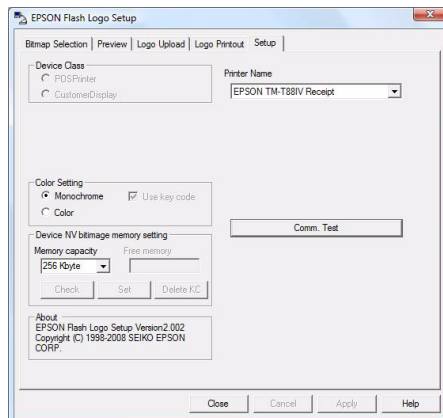 EPSON Flash Logo Setup
Bitmap Selection Preview Logo Upload Logo Printout Setup
Device Class
POSPrinter
CustomerDisplay
Printer Name
EPSON TM-T88IV Receipt
Color Setting
Monochrome Use key code
Color
Comm. Test
Device NV bitimage memory setting
Memory capacity Free memory
256 Kbyte
Check Set Delete KC
About
EPSON Flash Logo Setup Version2.002
Copyright (C) 1998-2008 SEIKO EPSON
CORP.
Close Cancel Apply Help